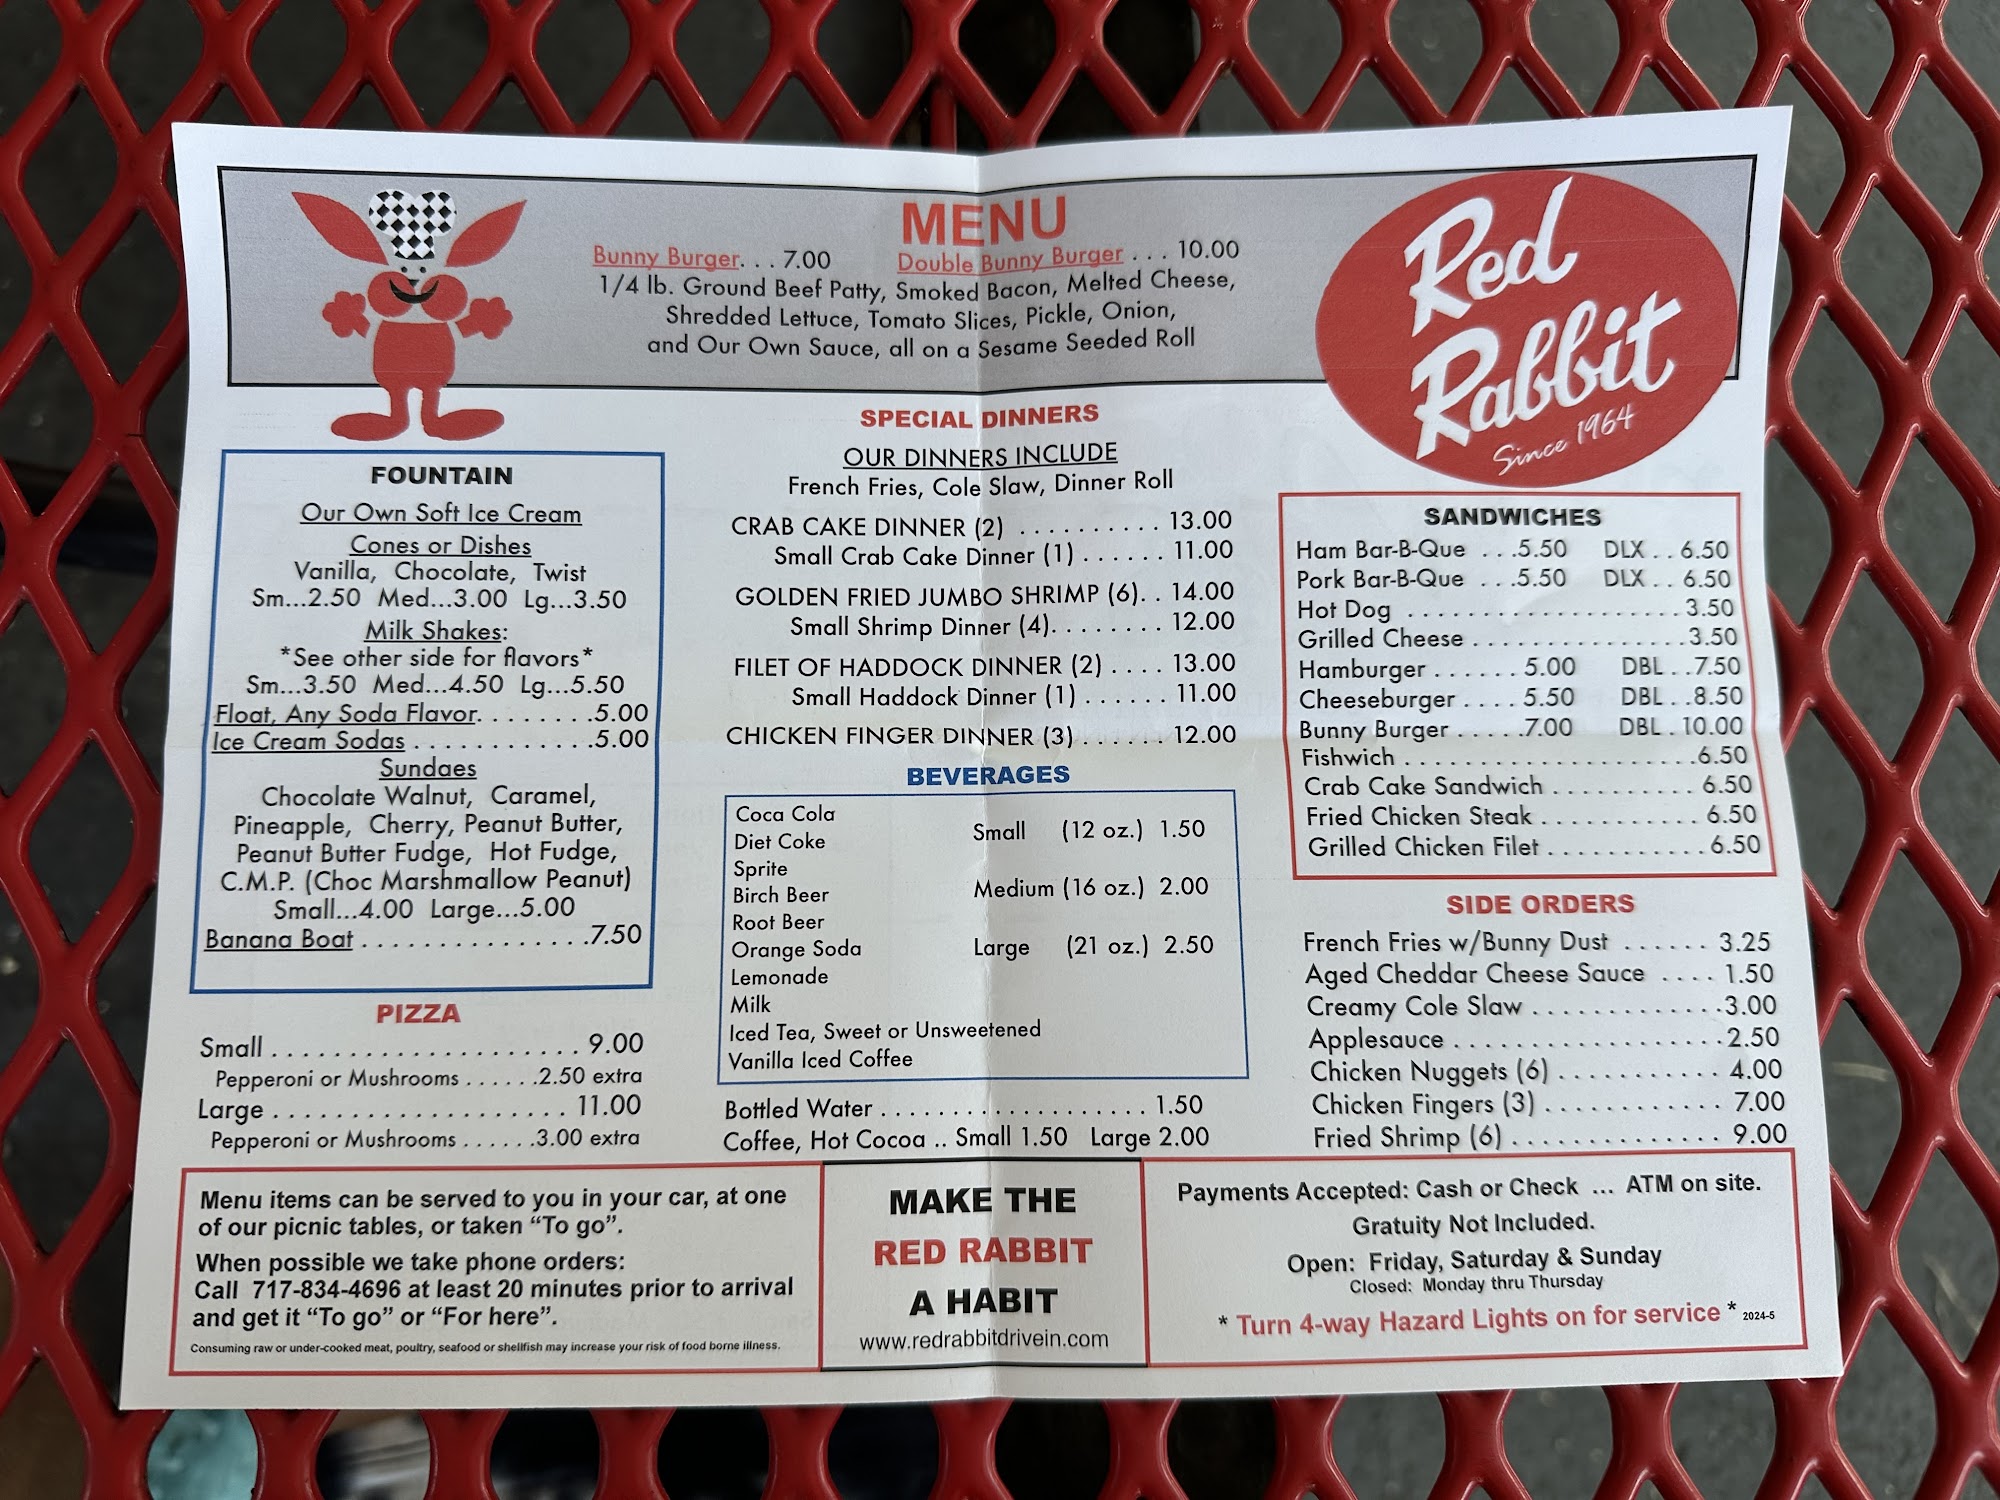 MENU
Bunny Burger. . . 7.00 Double Bunny Burger . . . 10.00
1/4 lb. Ground Beef Patty, Smoked Bacon, Melted Cheese,
Shredded Lettuce, Tomato Slices, Pickle, Onion,
and Our Own Sauce, all on a Sesame Seeded Roll
Red
Rabbit
Since 1964
FOUNTAIN
Our Own Soft Ice Cream
Cones or Dishes
Vanilla, Chocolate, Twist
Sm...2.50 Med...3.00 Lg...3.50
Milk Shakes:
*See other side for flavors*
Sm...3.50 Med...4.50 Lg...5.50
Float, Any Soda Flavor. . . . . . . .5.00
Ice Cream Sodas . . . . . . . . . . . .5.00
Sundaes
Chocolate Walnut, Caramel,
Pineapple, Cherry, Peanut Butter,
Peanut Butter Fudge, Hot Fudge,
C.M.P. (Choc Marshmallow Peanut)
Small...4.00 Large...5.00
Banana Boat . . . . . . . . . . . . . . .7.50
PIZZA
Small . . . . . . . . . . . . . . . . . . . . 9.00
Pepperoni or Mushrooms . . . . . .2.50 extra
Large . . . . . . . . . . . . . . . . . . . 11.00
Pepperoni or Mushrooms . . . . . .3.00 extra
SPECIAL DINNERS
OUR DINNERS INCLUDE
French Fries, Cole Slaw, Dinner Roll
CRAB CAKE DINNER (2) . . . . . . . . . . 13.00
Small Crab Cake Dinner (1) . . . . . . 11.00
GOLDEN FRIED JUMBO SHRIMP (6). . 14.00
Small Shrimp Dinner (4). . . . . . . . 12.00
FILET OF HADDOCK DINNER (2) . . . . 13.00
Small Haddock Dinner (1) . . . . . . 11.00
CHICKEN FINGER DINNER (3) . . . . . . 12.00
BEVERAGES
Coca Cola
Diet Coke
Sprite
Birch Beer
Root Beer
Orange Soda
Lemonade
Milk
Iced Tea, Sweet or Unsweetened
Vanilla Iced Coffee
Small (12 oz.) 1.50
Medium (16 oz.) 2.00
Large (21 oz.) 2.50
Bottled Water . . . . . . . . . . . . . . . . . . . 1.50
Coffee, Hot Cocoa .. Small 1.50 Large 2.00
SANDWICHES
Ham Bar-B-Que . . .5.50 DLX . . 6.50
Pork Bar-B-Que . . .5.50 DLX . . 6.50
Hot Dog . . . . . . . . . . . . . . . . . . .3.50
Grilled Cheese . . . . . . . . . . . . . . .3.50
Hamburger . . . . . . 5.00 DBL . .7.50
Cheeseburger . . . . 5.50 DBL . .8.50
Bunny Burger . . . . .7.00 DBL . 10.00
Fishwich . . . . . . . . . . . . . . . . . . . .6.50
Crab Cake Sandwich . . . . . . . . . . 6.50
Fried Chicken Steak . . . . . . . . . . . 6.50
Grilled Chicken Filet . . . . . . . . . . .6.50
SIDE ORDERS
French Fries w/Bunny Dust . . . . . . 3.25
Aged Cheddar Cheese Sauce . . . . 1.50
Creamy Cole Slaw . . . . . . . . . . . . .3.00
Applesauce . . . . . . . . . . . . . . . . . . .2.50
Chicken Nuggets (6) . . . . . . . . . . . 4.00
Chicken Fingers (3) . . . . . . . . . . . . 7.00
Fried Shrimp (6) . . . . . . . . . . . . . . 9.00
Menu items can be served to you in your car, at one
of our picnic tables, or taken “To go”.
When possible we take phone orders:
Call 717-834-4696 at least 20 minutes prior to arrival
and get it “To go” or “For here”.
Consuming raw or under-cooked meat, poultry, seafood or shellfish may increase your risk of food borne illness.
MAKE THE
RED RABBIT
A HABIT
www.redrabbitdrivein.com
Payments Accepted: Cash or Check ... ATM on site.
Gratuity Not Included.
Open: Friday, Saturday & Sunday
Closed: Monday thru Thursday
* Turn 4-way Hazard Lights on for service * 2024-5